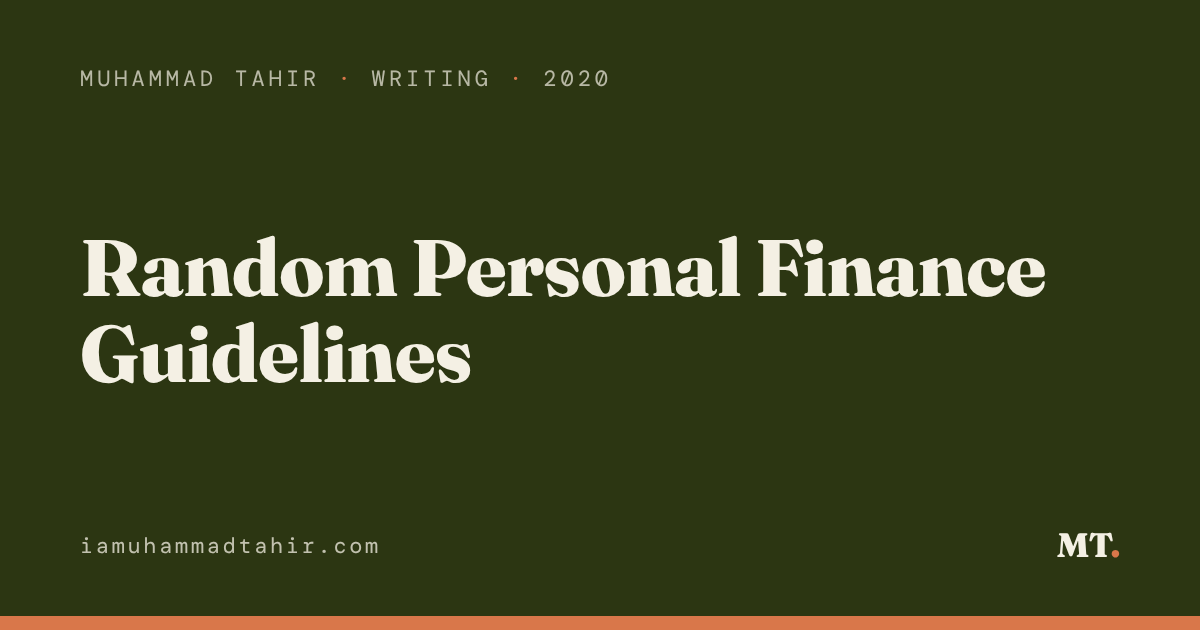 MUHAMMAD TAHIR · WRITING · 2020
Random Personal Finance
Guidelines
iamuhammadtahir.com
MT.